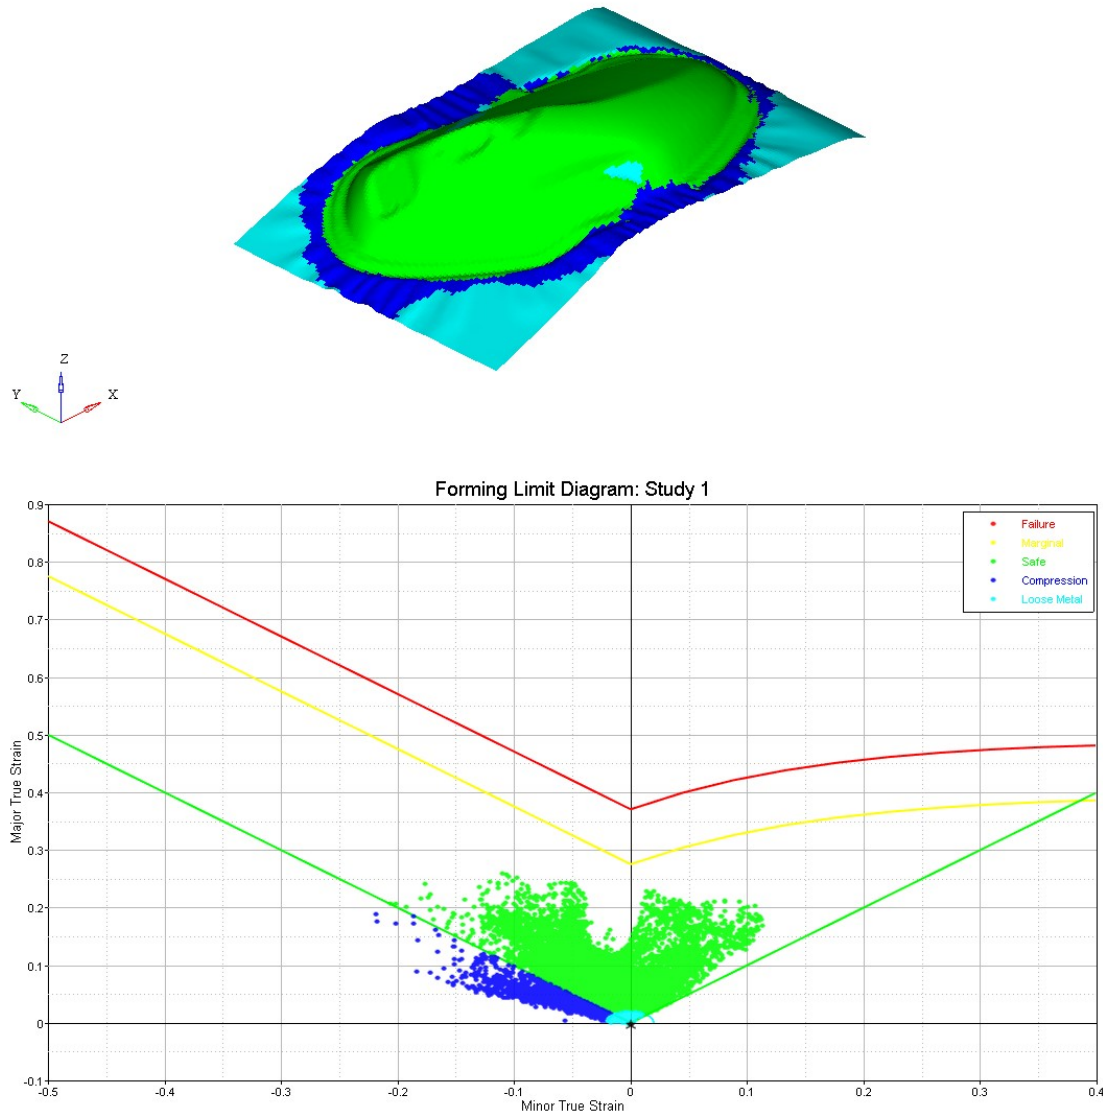 Z
Y X
Forming Limit Diagram: Study 1
0.9
0.8
0.7
0.6
0.5
0.4
0.3
0.2
0.1
0
-0.1
Major True Strain
Failure
Marginal
Safe
Compression
Loose Metal
-0.5 -0.4 -0.3 -0.2 -0.1 0 0.1 0.2 0.3 0.4
Minor True Strain